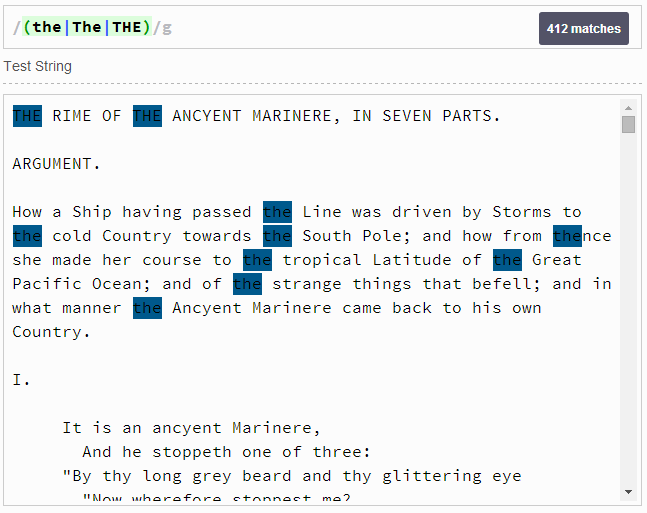 /(the|The|THE)/g
412 matches
Test String
THE RIME OF THE ANCYENT MARINERE, IN SEVEN PARTS.
ARGUMENT.
How a Ship having passed the Line was driven by Storms to
the cold Country towards the South Pole; and how from thence
she made her course to the tropical Latitude of the Great
Pacific Ocean; and of the strange things that befell; and in
what manner the Ancyent Marinere came back to his own
Country.
I.
It is an ancyent Marinere,
And he stoppeth one of three:
"By thy long grey beard and thy glittering eye
"Now wherefore stoppest me?